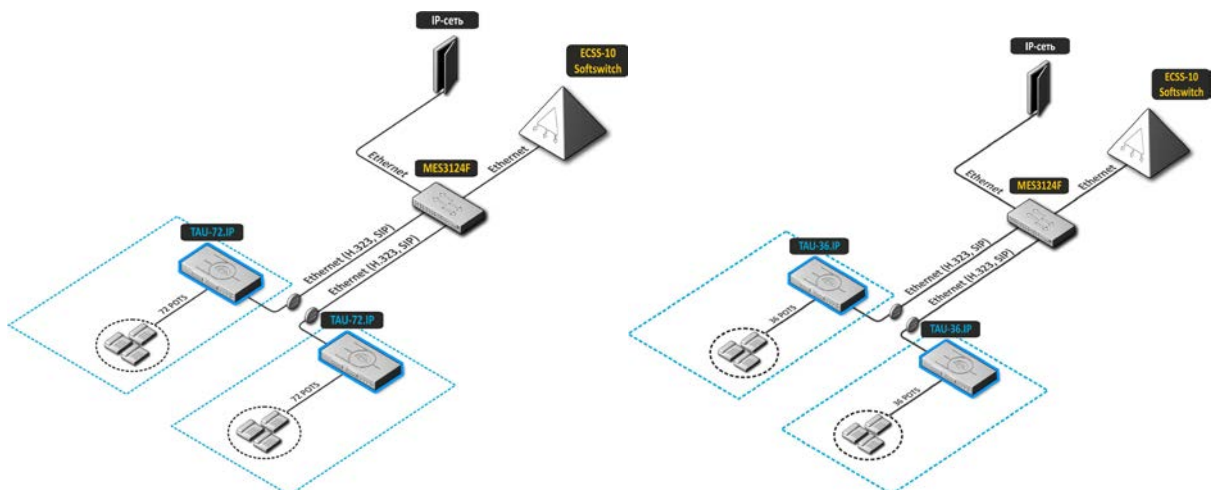 IP-сеть
ECSS-10
Softswitch
Ethernet
Ethernet
MES3124F
TAU-72.IP
Ethernet (H.323, SIP)
Ethernet (H.323, SIP)
72 POTS
TAU-72.IP
72 POTS
IP-сеть
ECSS-10
Softswitch
Ethernet
Ethernet
MES3124F
TAU-36.IP
Ethernet (H.323, SIP)
Ethernet (H.323, SIP)
36 POTS
TAU-36.IP
36 POTS